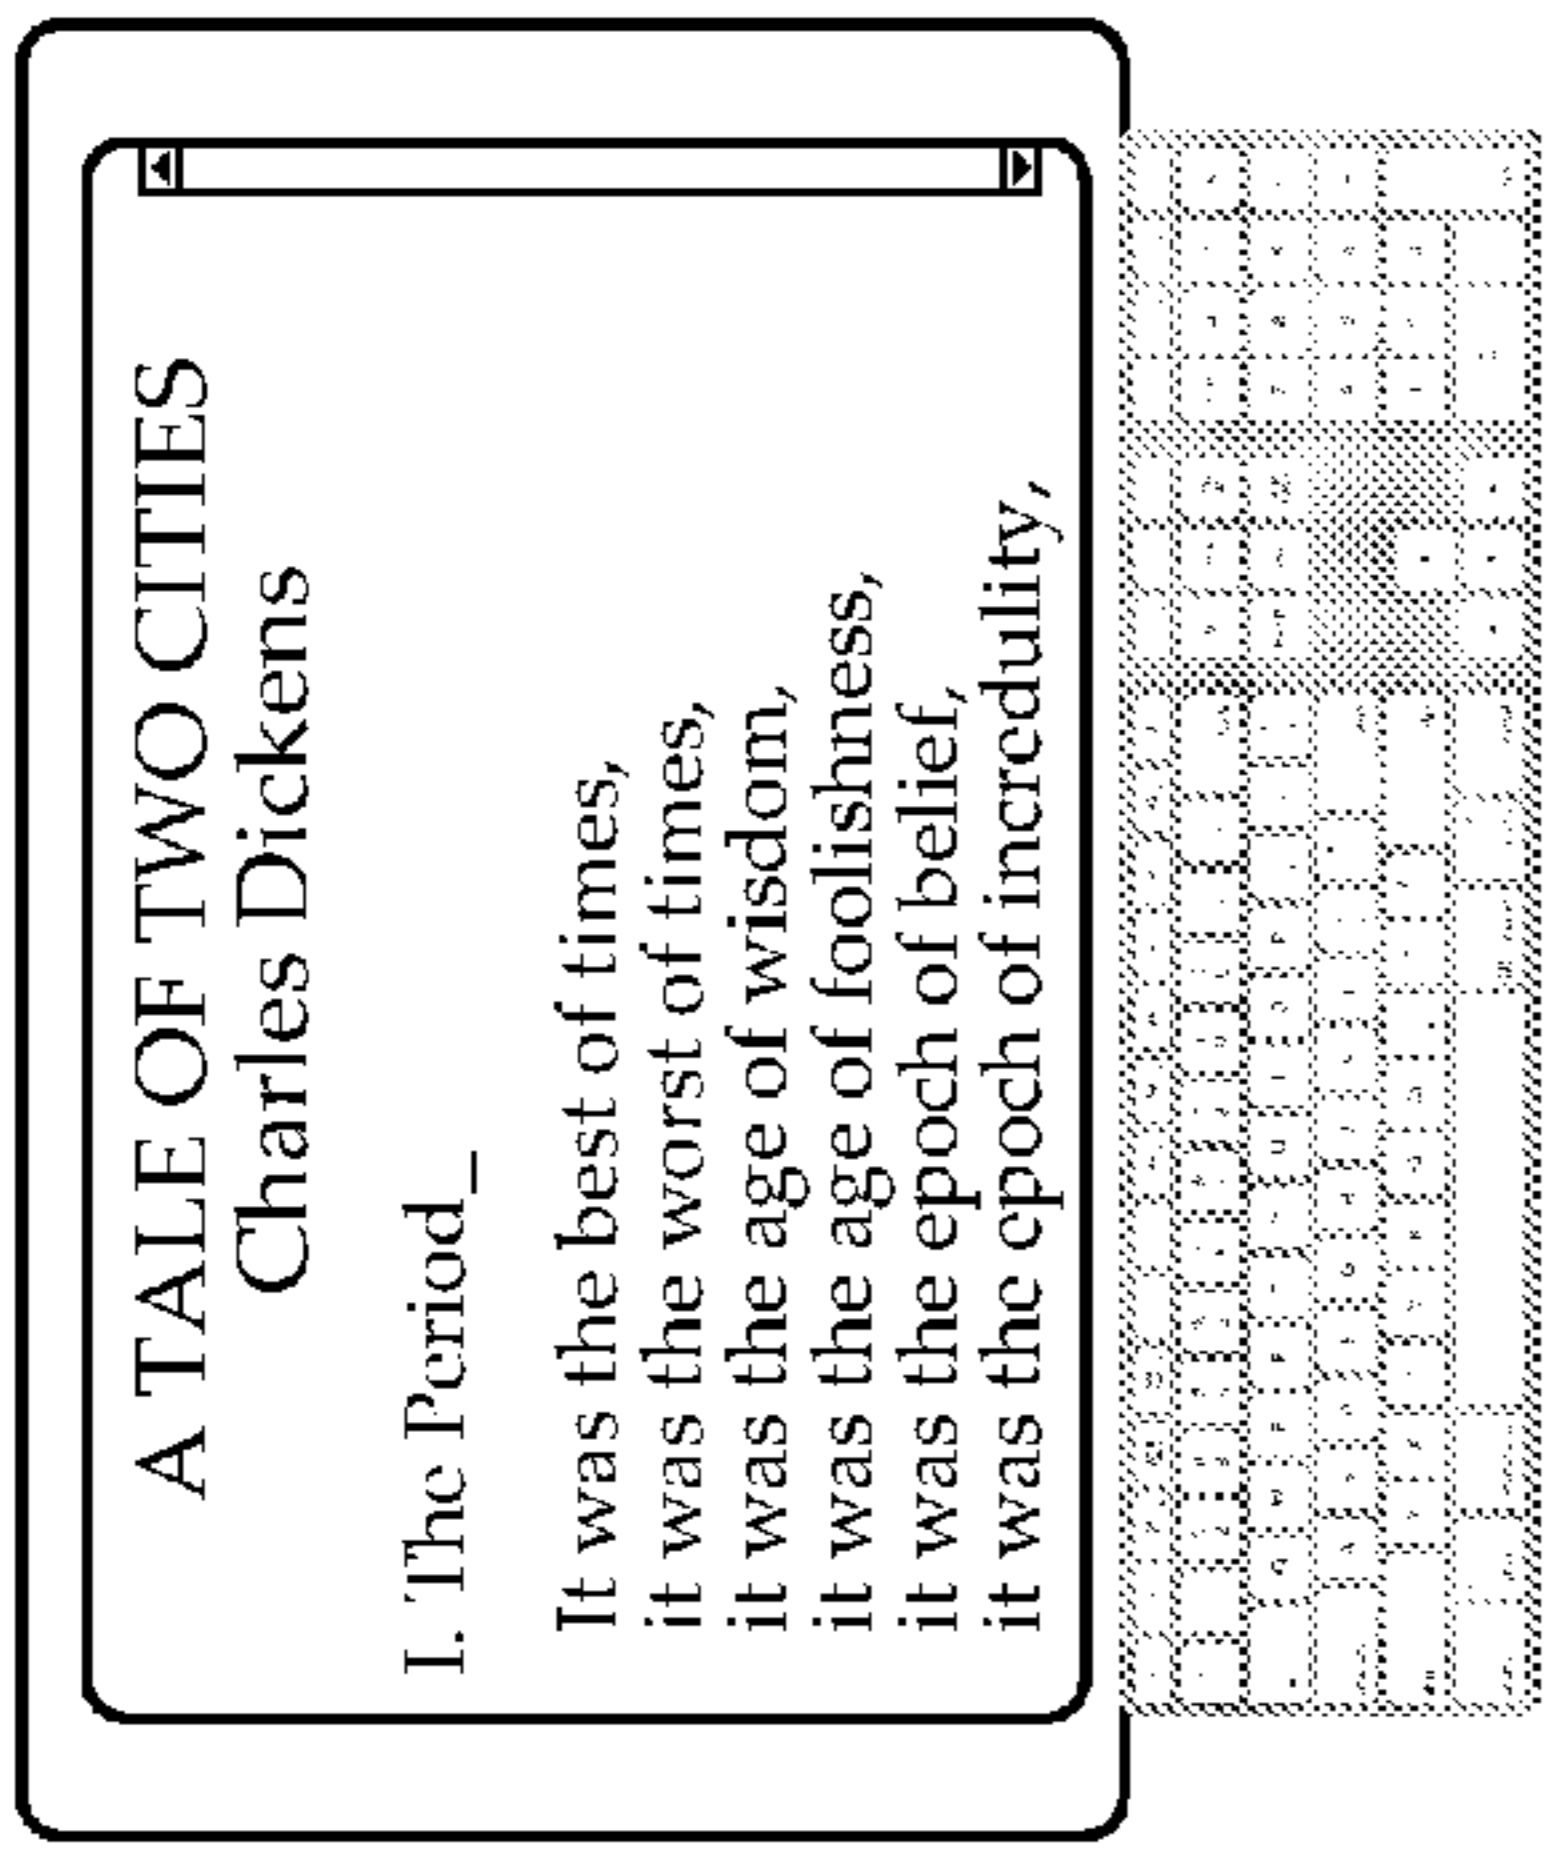 A TALE OF TWO CITIES
Charles Dickens
I. The Period_
It was the best of times,
it was the worst of times,
it was the age of wisdom,
it was the age of foolishness,
it was the epoch of belief,
it was the epoch of incredulity,